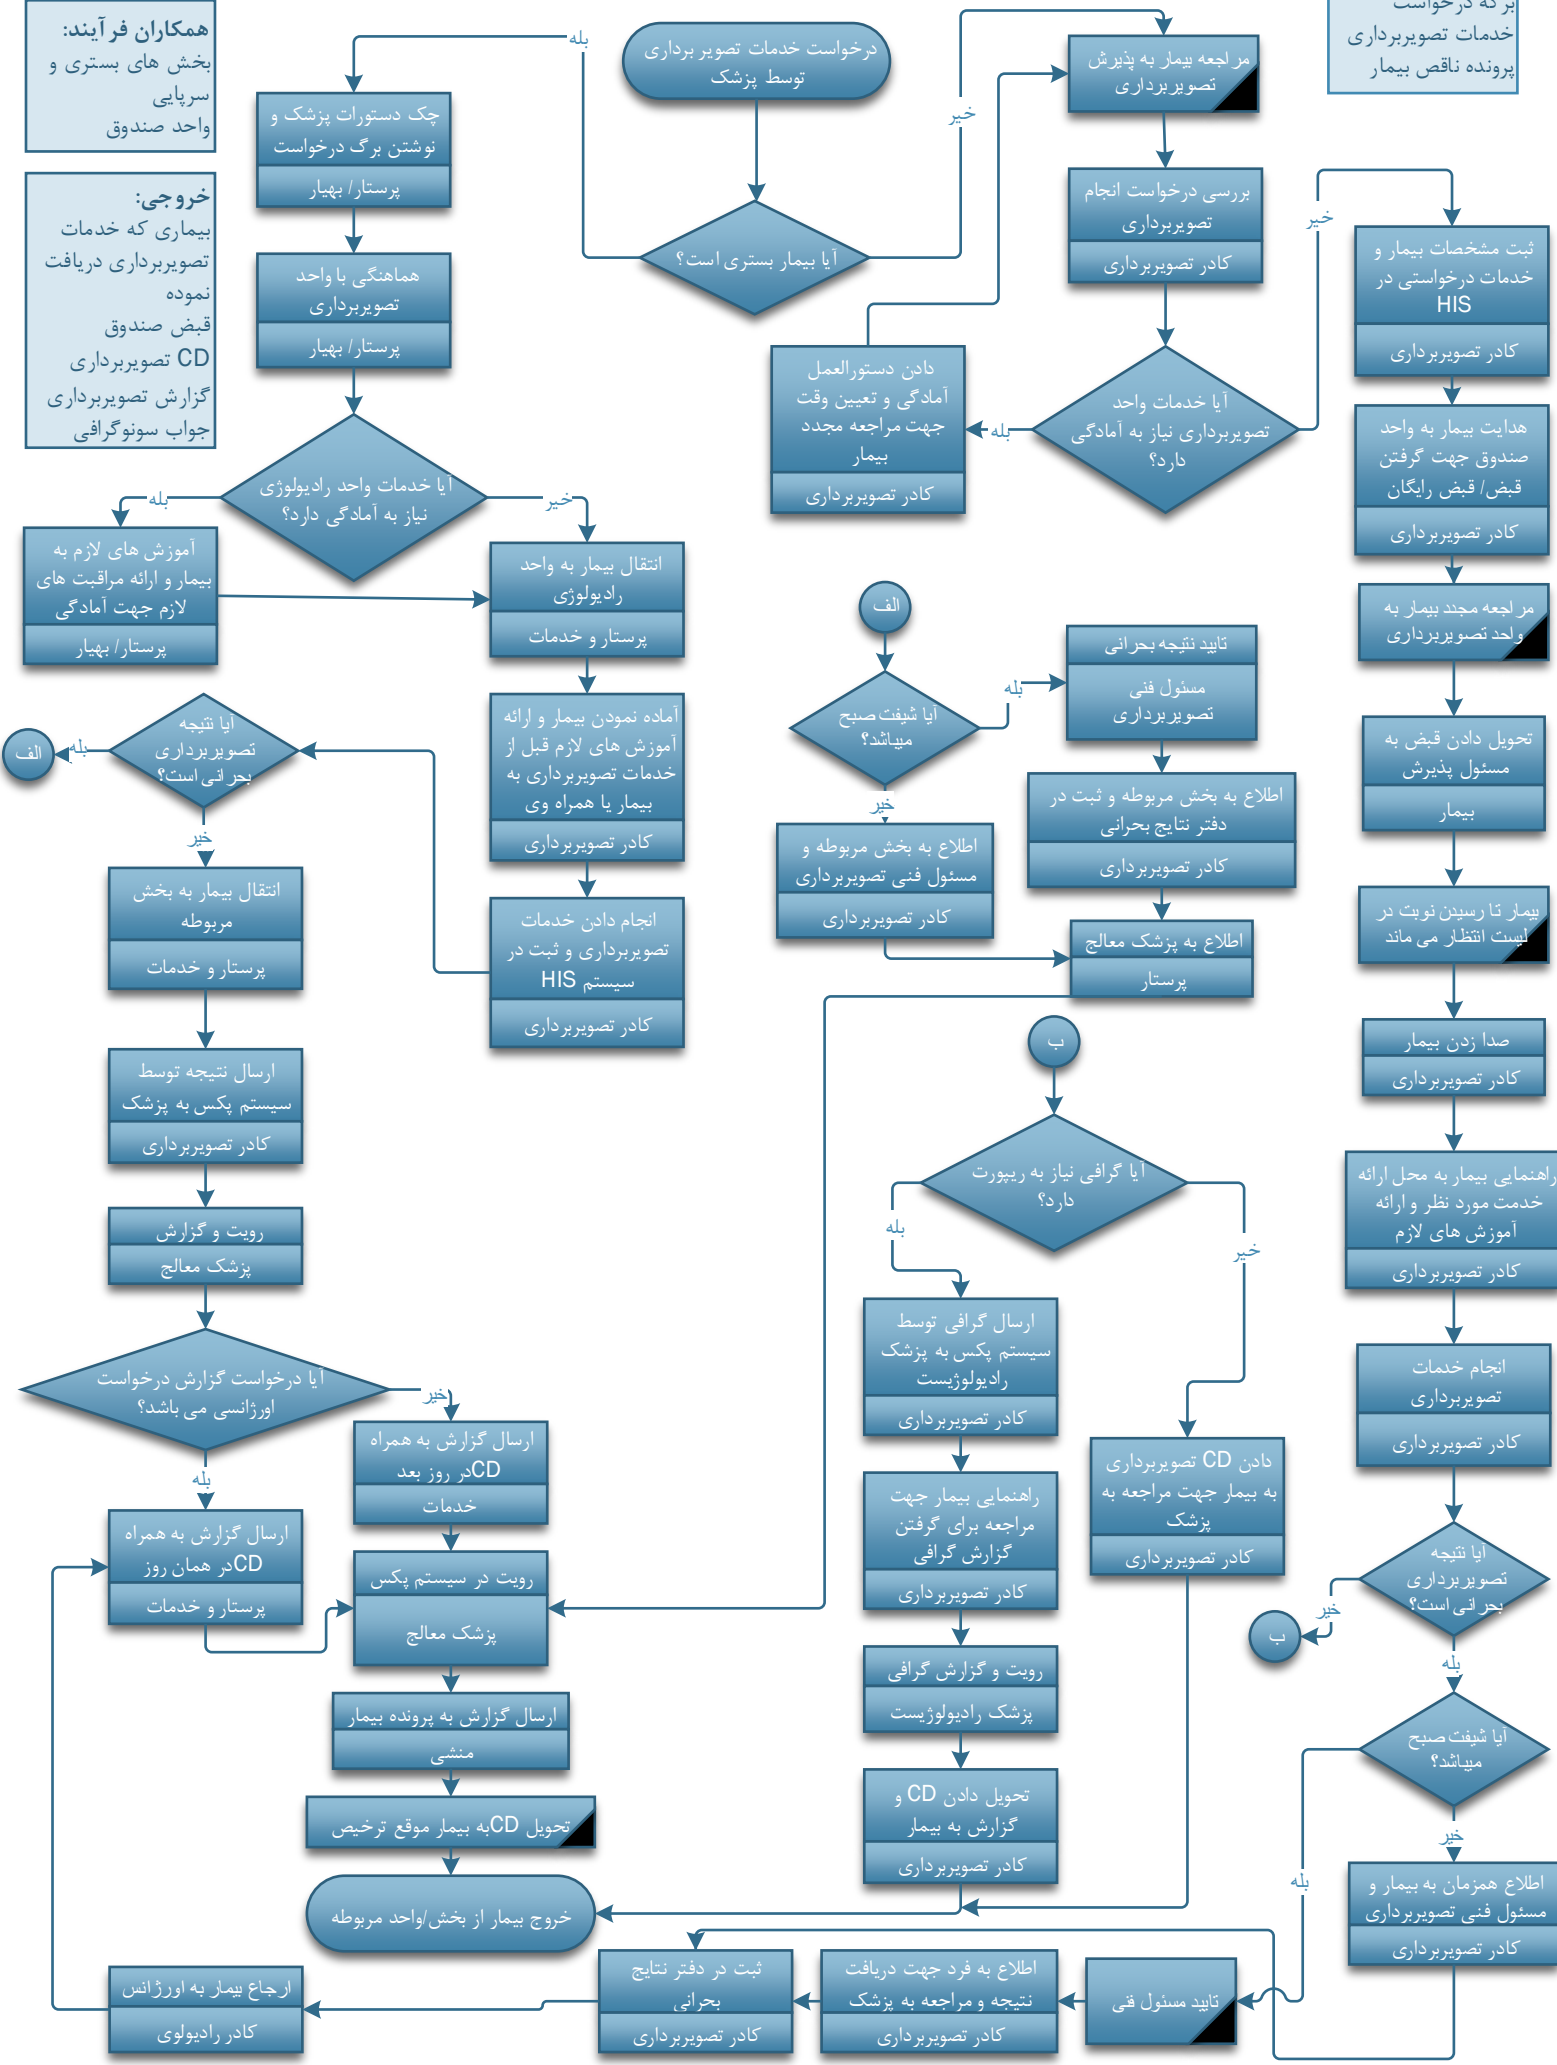 برگه درخواست
خدمات تصویربرداری
پرونده ناقص بیمار
همکاران فرآیند:
بخش های بستری و
سرپایی
واحد صندوق
خروجی:
بیماری که خدمات
تصویربرداری دریافت
نموده
قبض صندوق
CD تصویربرداری
گزارش تصویربرداری
جواب سونوگرافی
درخواست خدمات تصویر برداری
توسط پزشک
آیا بیمار بستری است؟
بله
خیر
چک دستورات پزشک و
نوشتن برگ درخواست
پرستار/ بهیار
هماهنگی با واحد
تصویربرداری
پرستار/ بهیار
آیا خدمات واحد رادیولوژی
نیاز به آمادگی دارد؟
بله
خیر
آموزش های لازم به
بیمار و ارائه مراقبت های
لازم جهت آمادگی
پرستار/ بهیار
انتقال بیمار به واحد
رادیولوژی
پرستار و خدمات
آماده نمودن بیمار و ارائه
آموزش های لازم قبل از
خدمات تصویربرداری به
بیمار یا همراه وی
کادر تصویربرداری
انجام دادن خدمات
تصویربرداری و ثبت در
سیستم HIS
کادر تصویربرداری
آیا نتیجه
تصویربرداری
بحرانی است؟
بله
الف
خیر
انتقال بیمار به بخش
مربوطه
پرستار و خدمات
ارسال نتیجه توسط
سیستم پکس به پزشک
کادر تصویربرداری
رویت و گزارش
پزشک معالج
آیا درخواست گزارش درخواست
اورژانسی می باشد؟
خیر
بله
ارسال گزارش به همراه
CDدر روز بعد
خدمات
ارسال گزارش به همراه
CDدر همان روز
پرستار و خدمات
رویت در سیستم پکس
پزشک معالج
ارسال گزارش به پرونده بیمار
منشی
تحویل CDبه بیمار موقع ترخیص
خروج بیمار از بخش/واحد مربوطه
مراجعه بیمار به پذیرش
تصویربرداری
بررسی درخواست انجام
تصویربرداری
کادر تصویربرداری
آیا خدمات واحد
تصویربرداری نیاز به آمادگی
دارد؟
بله
خیر
دادن دستورالعمل
آمادگی و تعیین وقت
جهت مراجعه مجدد
بیمار
کادر تصویربرداری
ثبت مشخصات بیمار و
خدمات درخواستی در
HIS
کادر تصویربرداری
هدایت بیمار به واحد
صندوق جهت گرفتن
قبض/ قبض رایگان
کادر تصویربرداری
مراجعه مجدد بیمار به
واحد تصویربرداری
تحویل دادن قبض به
مسئول پذیرش
بیمار
بیمار تا رسیدن نوبت در
لیست انتظار می ماند
صدا زدن بیمار
کادر تصویربرداری
راهنمایی بیمار به محل ارائه
خدمت مورد نظر و ارائه
آموزش های لازم
کادر تصویربرداری
انجام خدمات
تصویربرداری
کادر تصویربرداری
آیا نتیجه
تصویربرداری
بحرانی است؟
خیر
ب
بله
آیا شیفت صبح
میباشد؟
بله
خیر
اطلاع همزمان به بیمار و
مسئول فنی تصویربرداری
کادر تصویربرداری
تایید مسئول فنی
اطلاع به فرد جهت دریافت
نتیجه و مراجعه به پزشک
کادر تصویربرداری
ثبت در دفتر نتایج
بحرانی
کادر تصویربرداری
ارجاع بیمار به اورژانس
کادر رادیولوی
الف
آیا شیفت صبح
میباشد؟
بله
خیر
تایید نتیجه بحرانی
مسئول فنی
تصویربرداری
اطلاع به بخش مربوطه و ثبت در
دفتر نتایج بحرانی
کادر تصویربرداری
اطلاع به بخش مربوطه و
مسئول فنی تصویربرداری
کادر تصویربرداری
اطلاع به پزشک معالج
پرستار
ب
آیا گرافی نیاز به ریپورت
دارد؟
بله
خیر
ارسال گرافی توسط
سیستم پکس به پزشک
رادیولوژیست
کادر تصویربرداری
راهنمایی بیمار جهت
مراجعه برای گرفتن
گزارش گرافی
کادر تصویربرداری
رویت و گزارش گرافی
پزشک رادیولوژیست
تحویل دادن CD و
گزارش به بیمار
کادر تصویربرداری
دادن CD تصویربرداری
به بیمار جهت مراجعه به
پزشک
کادر تصویربرداری